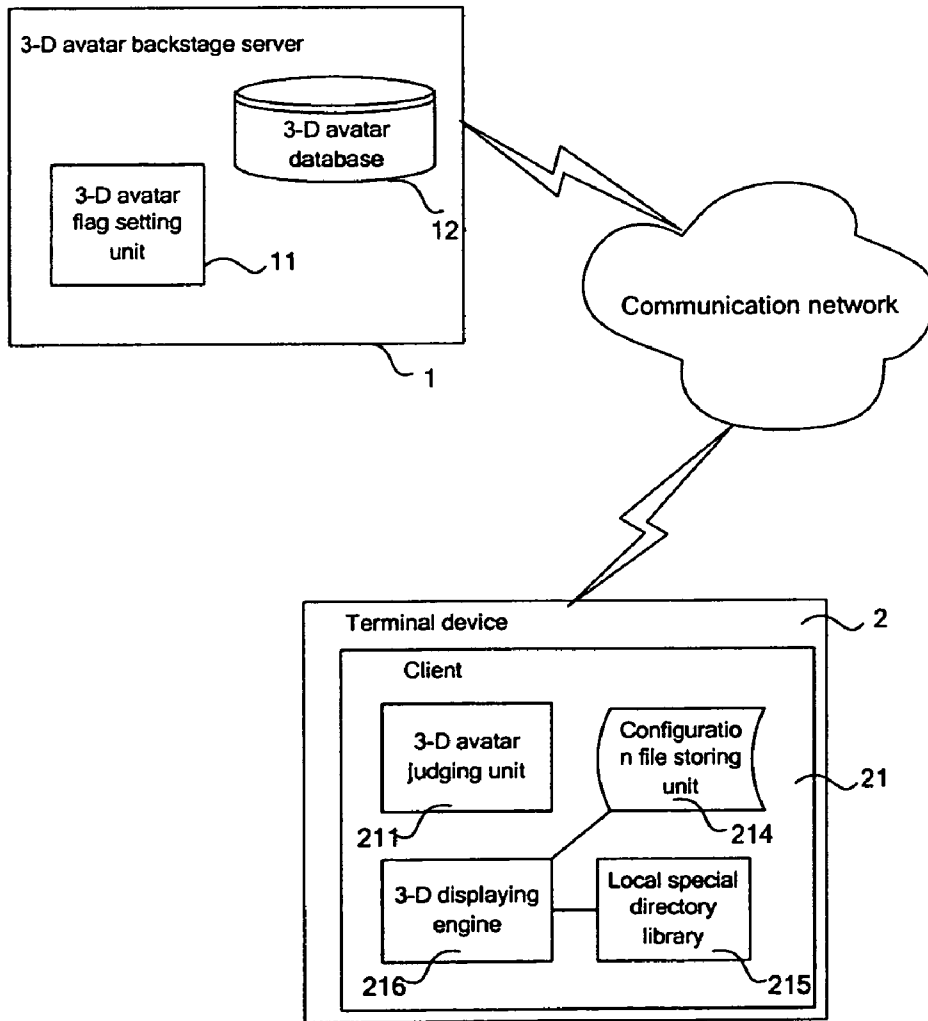 3-D avatar backstage server
3-D avatar
database
3-D avatar
flag setting
unit
12
11
1
Communication network
Terminal device
2
Client
3-D avatar
judging unit
Configuratio
n file storing
unit
21
211
214
3-D displaying
engine
Local special
directory
library
216
215